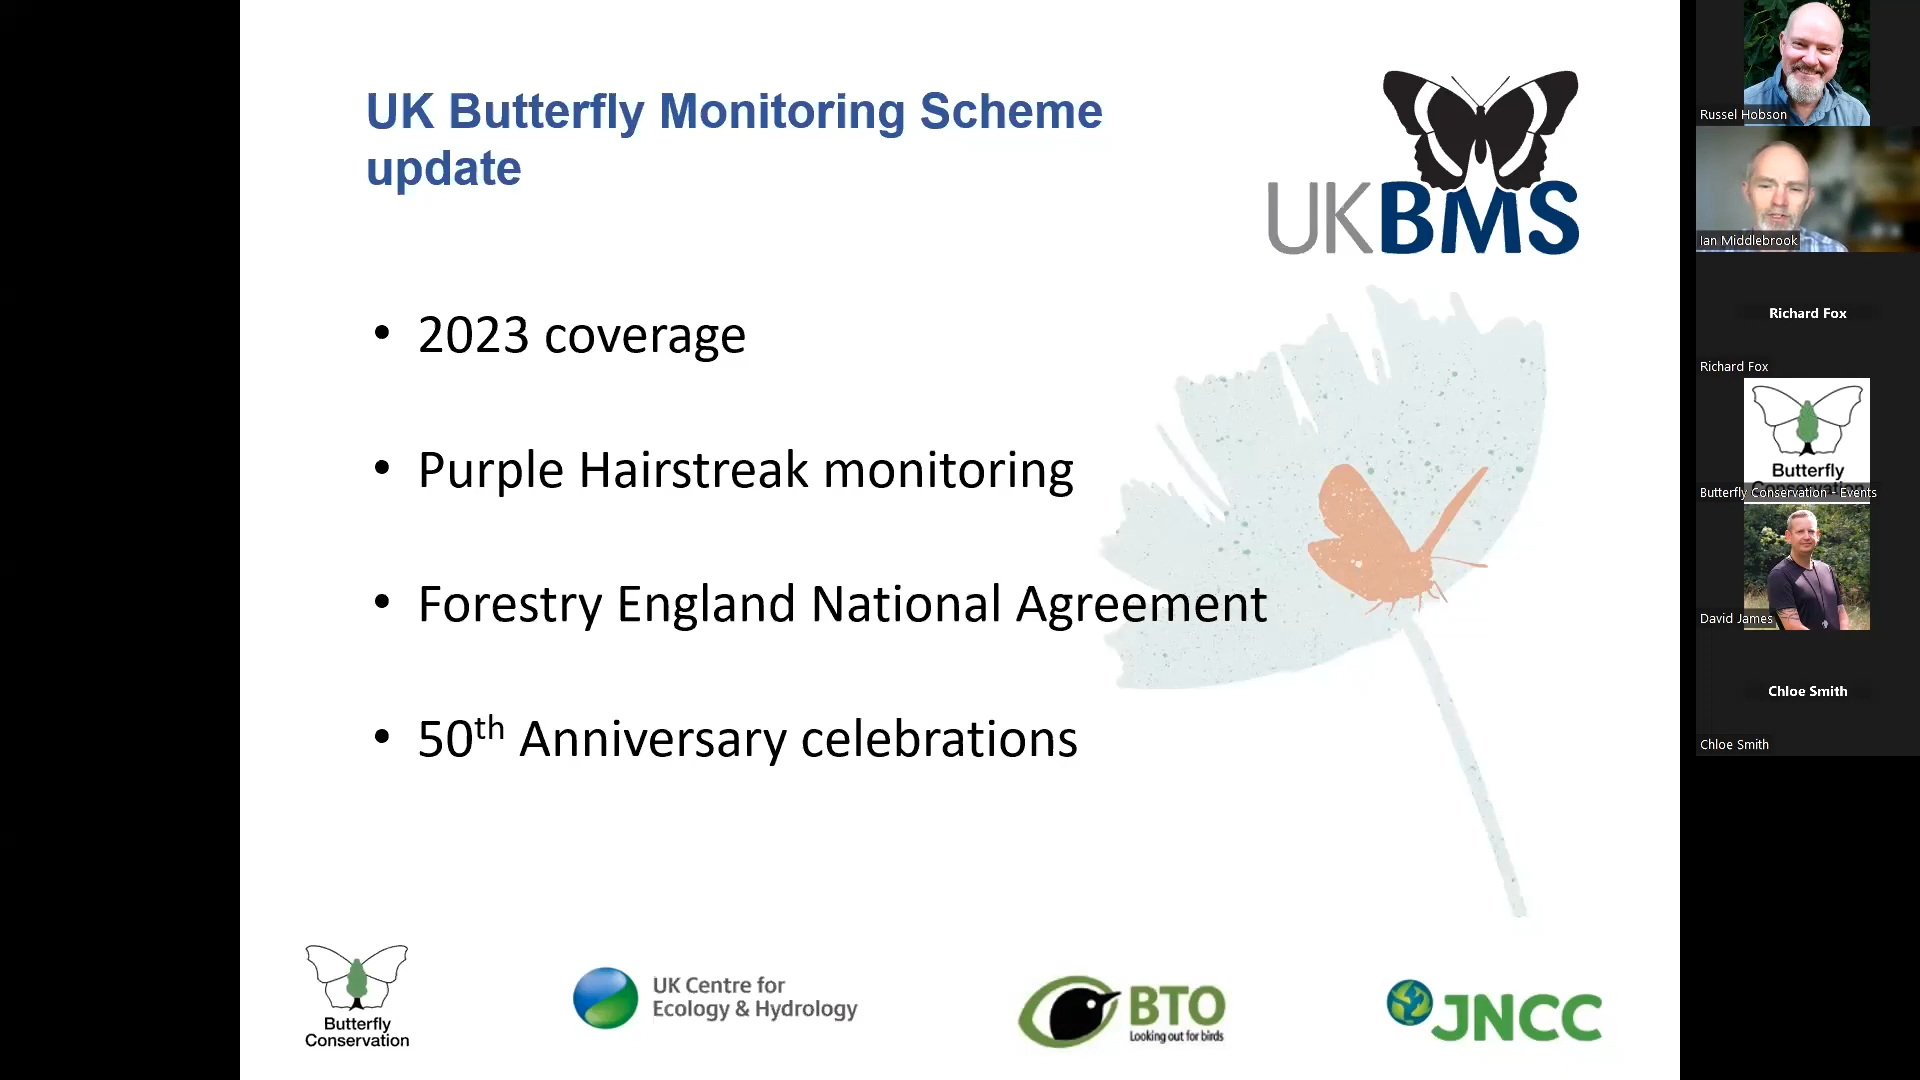 UK Butterfly Monitoring Scheme
update
UKBMS
• 2023 coverage
• Purple Hairstreak monitoring
• Forestry England National Agreement
• 50th Anniversary celebrations
Butterfly
Conservation
UK Centre for
Ecology & Hydrology
BTO
Looking out for birds
JNCC
Russel Hobson
Ian Middlebrook
Richard Fox
Richard Fox
Butterfly
Conservation
Butterfly Conservation - Events
David James
Chloe Smith
Chloe Smith